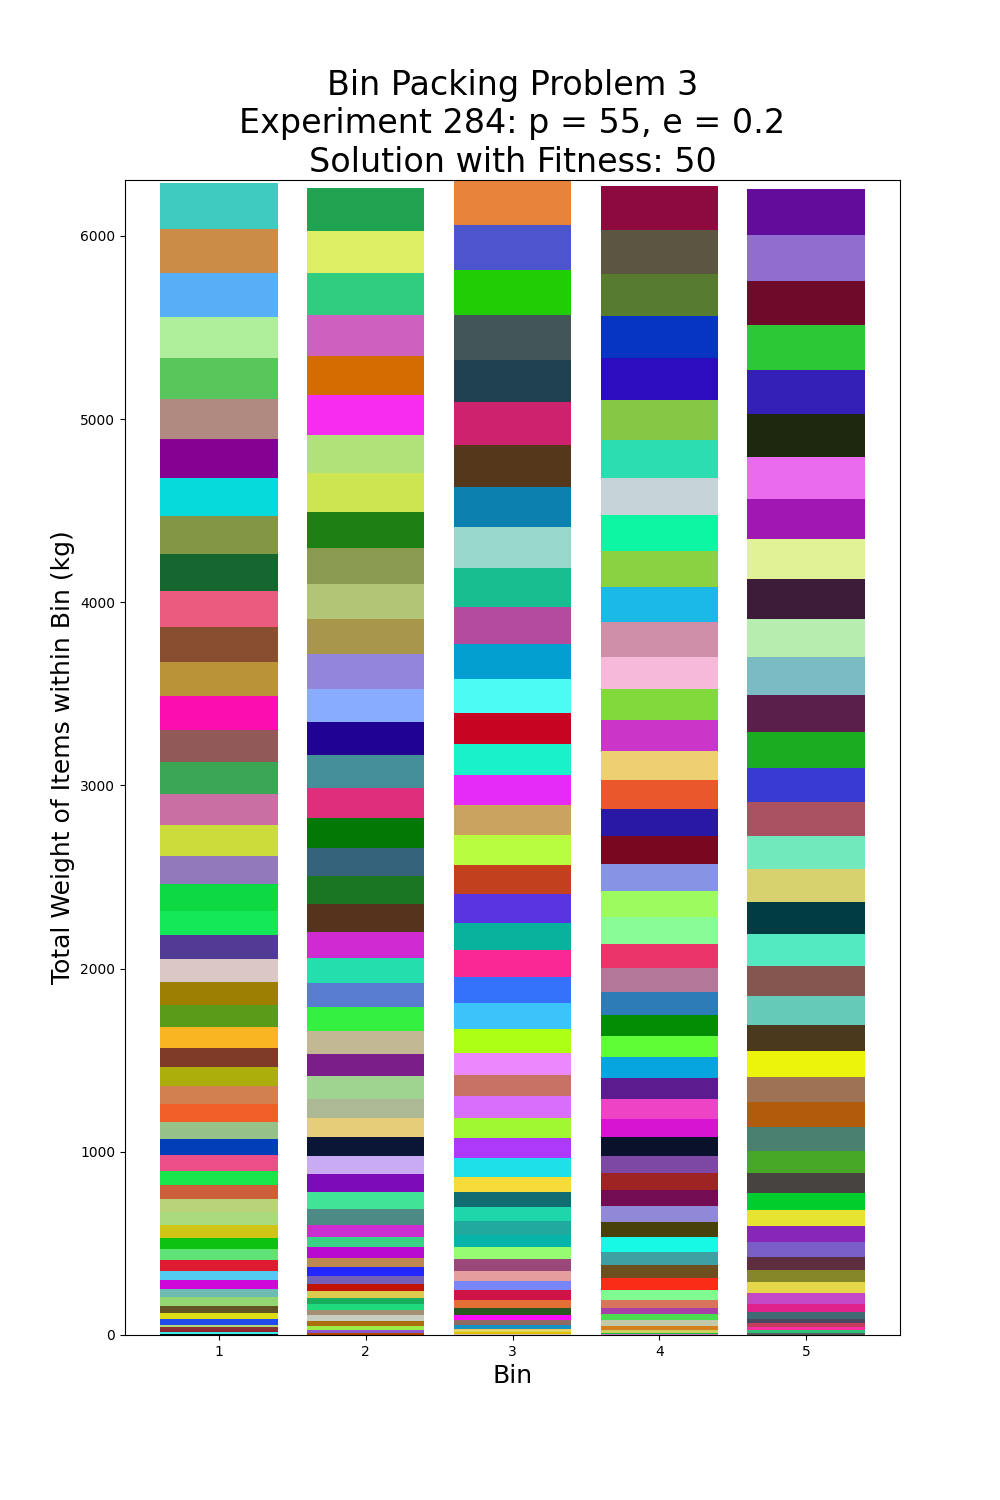 Bin Packing Problem 3
Experiment 284: p = 55, e = 0.2
Solution with Fitness: 50
Total Weight of Items within Bin (kg)
6000
5000
4000
3000
2000
1000
0
1 2 3 4 5
Bin